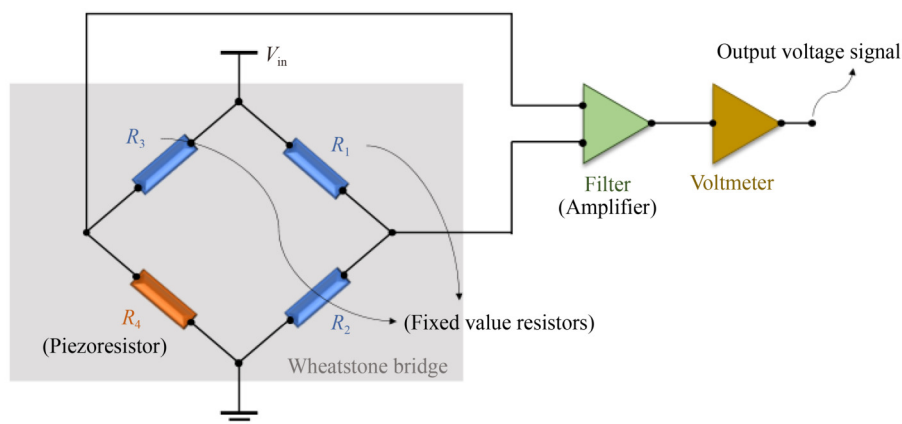 V_in
Output voltage signal
R_3
R_1
Filter
(Amplifier)
Voltmeter
R_4
(Piezoresistor)
R_2
(Fixed value resistors)
Wheatstone bridge